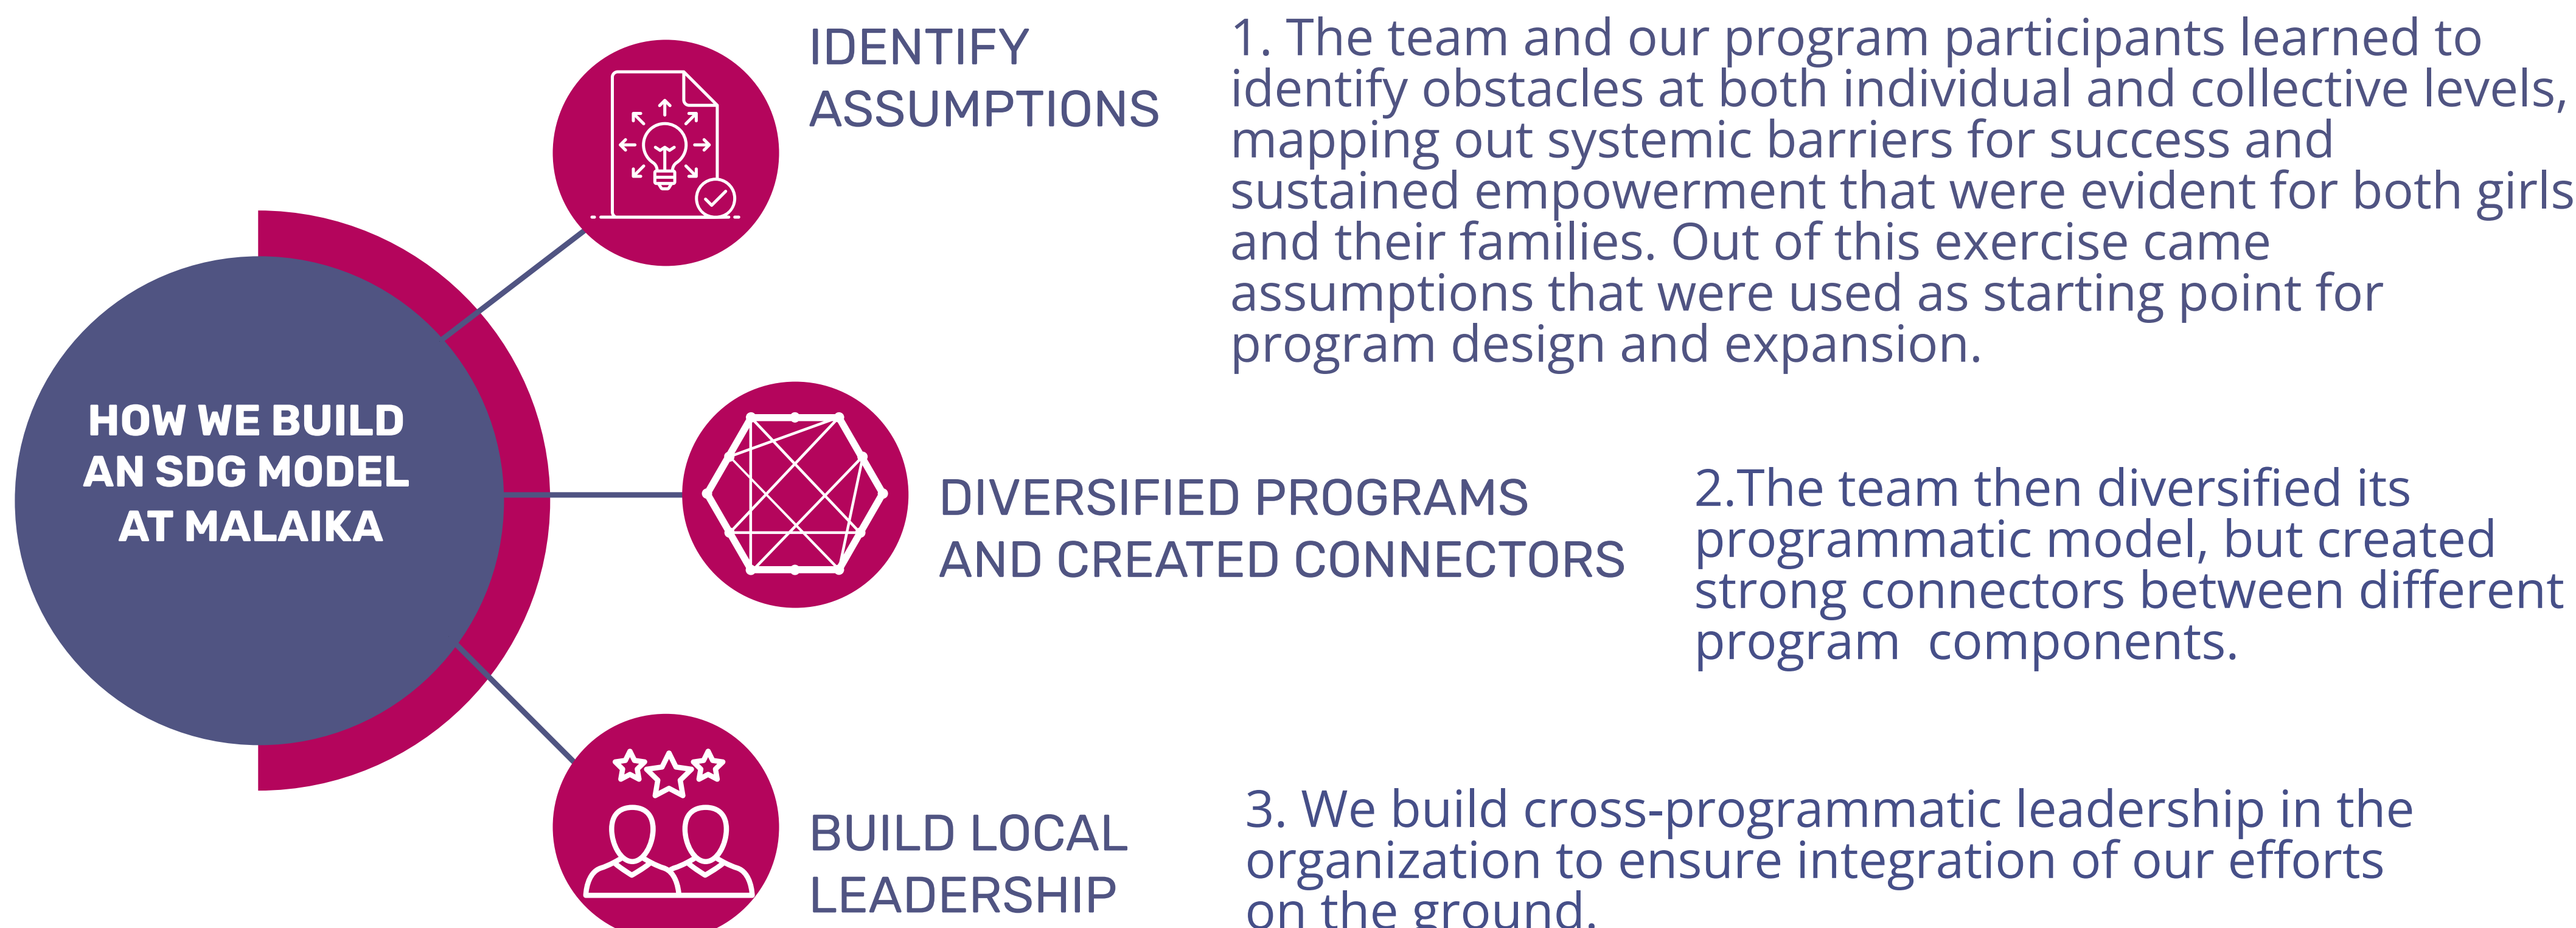 HOW WE BUILD
AN SDG MODEL
AT MALAIKA
IDENTIFY
ASSUMPTIONS
1. The team and our program participants learned to
identify obstacles at both individual and collective levels,
mapping out systemic barriers for success and
sustained empowerment that were evident for both girls
and their families. Out of this exercise came
assumptions that were used as starting point for
program design and expansion.
DIVERSIFIED PROGRAMS
AND CREATED CONNECTORS
2.The team then diversified its
programmatic model, but created
strong connectors between different
program  components.
BUILD LOCAL
LEADERSHIP
3. We build cross-programmatic leadership in the
organization to ensure integration of our efforts
on the ground.